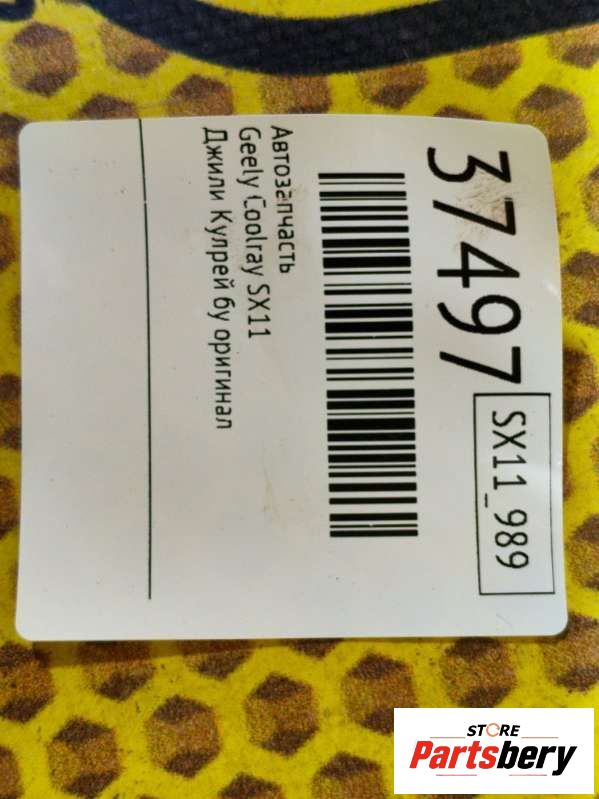 37497
SX11_989
Автозапчасть
Geely Coolray SX11
Джили Кулрей бу оригинал
STORE
Partsbery